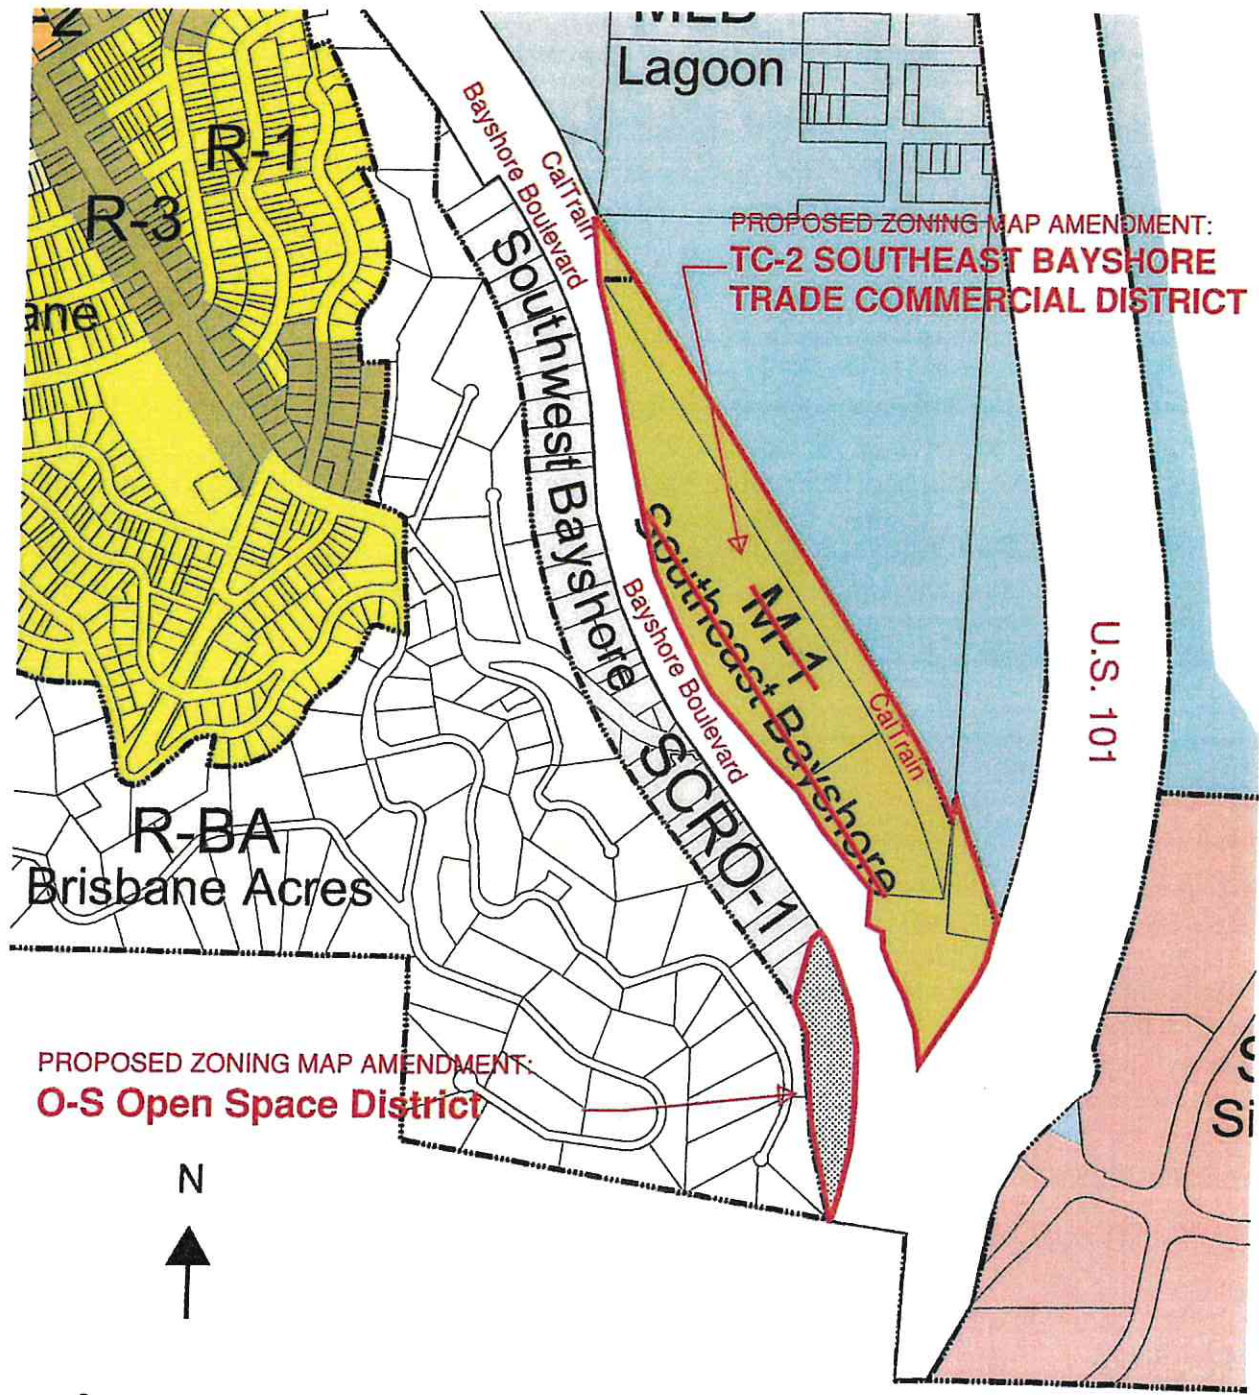 Lagoon
R-1
R-3
Bayshore Boulevard
CalTrain
PROPOSED ZONING MAP AMENDMENT:
TC-2 SOUTHEAST BAYSHORE
TRADE COMMERCIAL DISTRICT
Southwest Bayshore
M-1
Southeast Bayshore
Bayshore Boulevard
CalTrain
U.S. 101
SCRO-1
R-BA
Brisbane Acres
PROPOSED ZONING MAP AMENDMENT:
O-S Open Space District
N